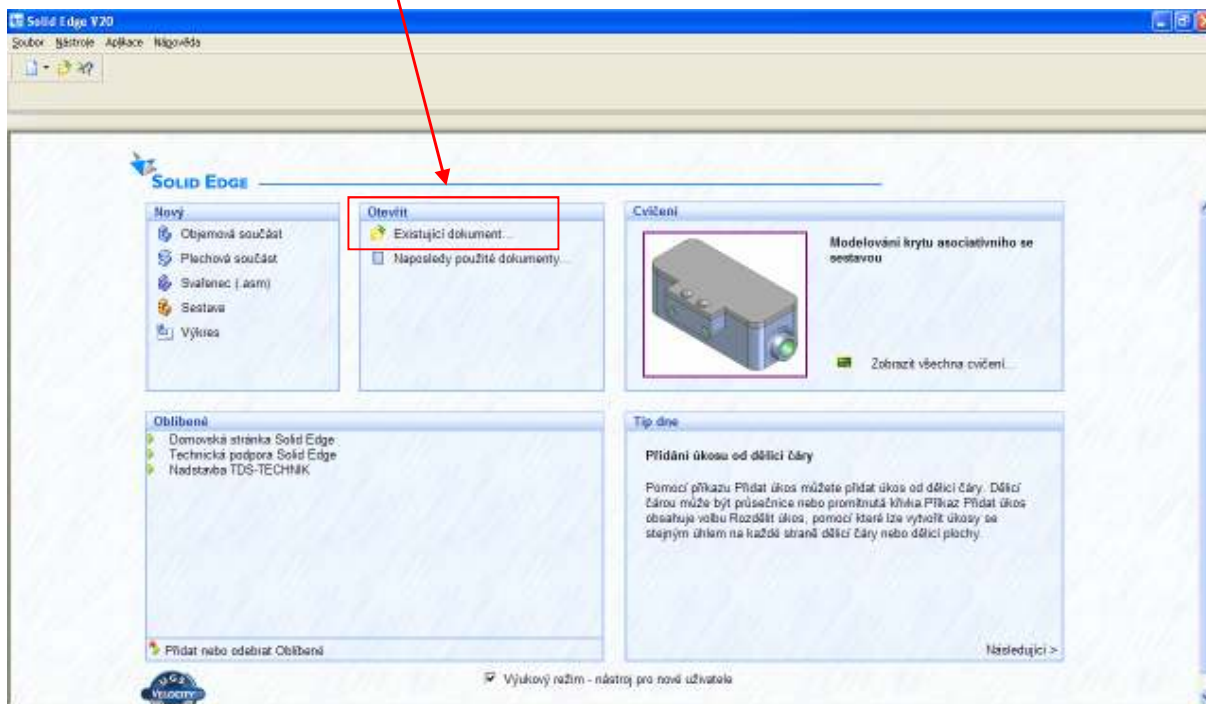 Solid Edge V20
Soubor Nástroje Aplikace Nápověda
SOLID EDGE
Nový
Objemová součást
Plechová součást
Svařenec (.asm)
Sestava
Výkres
Otevřít
Existující dokument...
Naposledy použité dokumenty...
Cvičení
Modelování krytu asociativního se
sestavou
Zobrazit všechna cvičení...
Oblíbené
Domovská stránka Solid Edge
Technická podpora Solid Edge
Nadstavba TDS-TECHNIK
Přidat nebo odebrat Oblíbené
Tip dne
Přidání úkosu od dělicí čáry
Pomocí příkazu Přidat úkos můžete přidat úkos od dělicí čáry. Dělicí
čárou může být průsečnice nebo promítnutá křivka.Příkaz Přidat úkos
obsahuje volbu Rozdělit úkos, pomocí které lze vytvořit úkosy se
stejným úhlem na každé straně dělicí čáry nebo dělicí plochy.
Následující >
Výukový režim - nástroj pro nové uživatele
UGS
VELOCITY